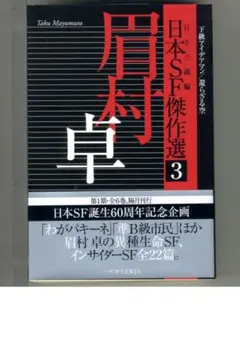 Taku Mayumura
下級アイデアマン/還らざる空
日下三蔵編
日本SF傑作選3
眉村卓
第1期・全6巻、隔月刊行
日本SF誕生60周年記念企画
「わがパキーネ」「準B級市民」ほか
眉村 卓の異種生命SF、
インサイダーSF全22篇。
ハヤカワ文庫JA